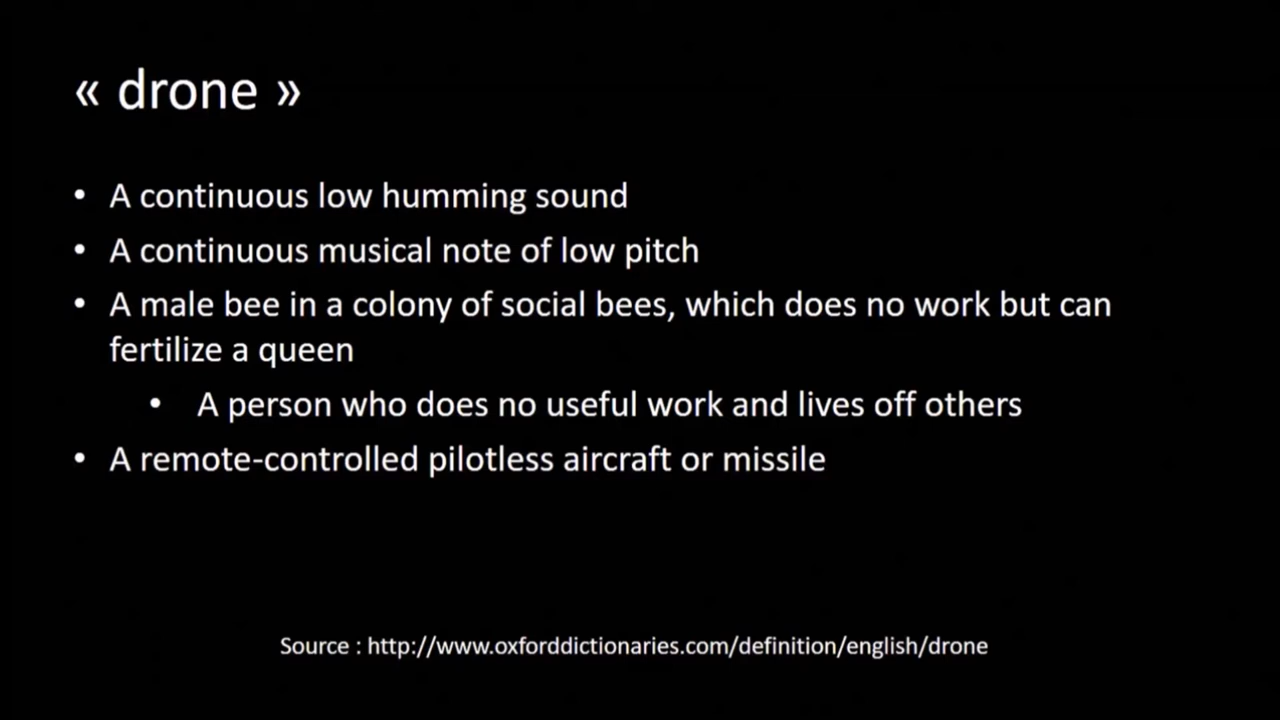 « drone »
• A continuous low humming sound
• A continuous musical note of low pitch
• A male bee in a colony of social bees, which does no work but can
fertilize a queen
• A person who does no useful work and lives off others
• A remote-controlled pilotless aircraft or missile
Source : http://www.oxforddictionaries.com/definition/english/drone